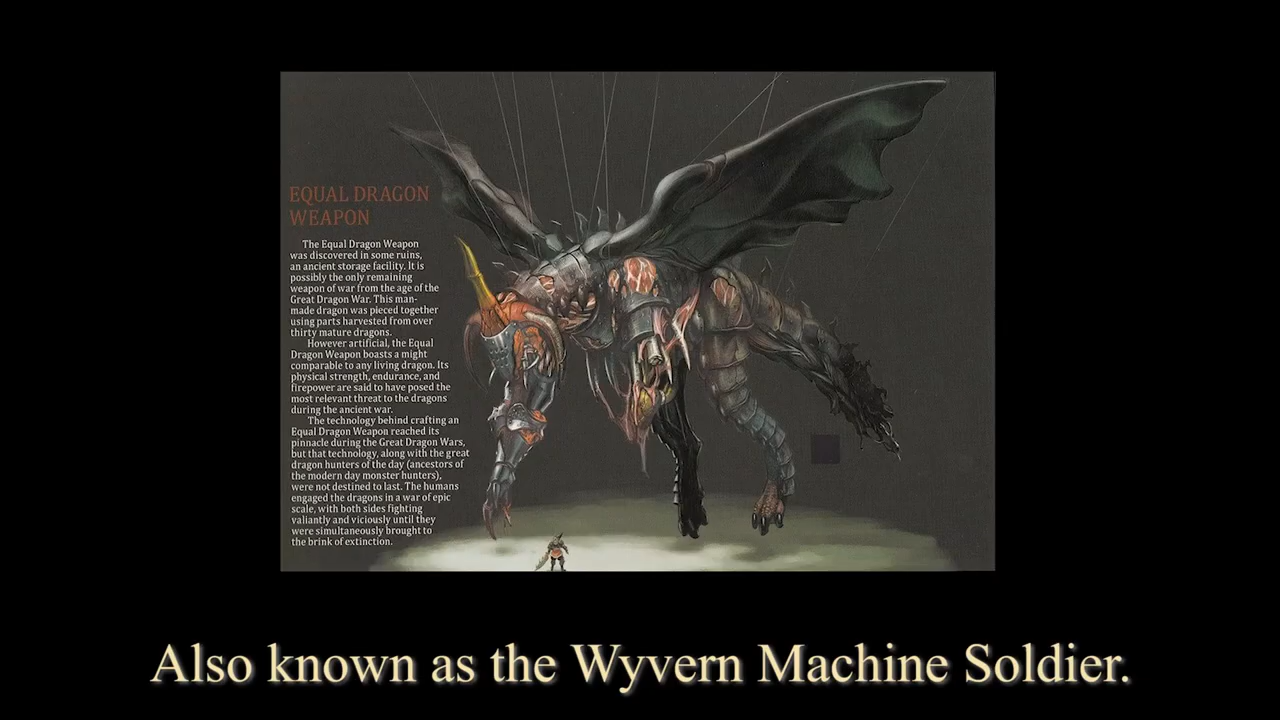 EQUAL DRAGON
WEAPON
The Equal Dragon Weapon
was discovered in some ruins,
an ancient storage facility. It is
possibly the only remaining
weapon of war from the age of the
Great Dragon War. This man-
made dragon was pieced together
using parts harvested from over
thirty mature dragons.
However artificial, the Equal
Dragon Weapon boasts a might
comparable to any living dragon. Its
physical strength, endurance, and
firepower are said to have posed the
most relevant threat to the dragons
during the ancient war.
The technology behind crafting an
Equal Dragon Weapon reached its
pinnacle during the Great Dragon Wars,
but that technology, along with the great
dragon hunters of the day (ancestors of
the modern day monster hunters),
were not destined to last. The humans
engaged the dragons in a war of epic
scale, with both sides fighting
valiantly and viciously until they
were simultaneously brought to
the brink of extinction.
Also known as the Wyvern Machine Soldier.